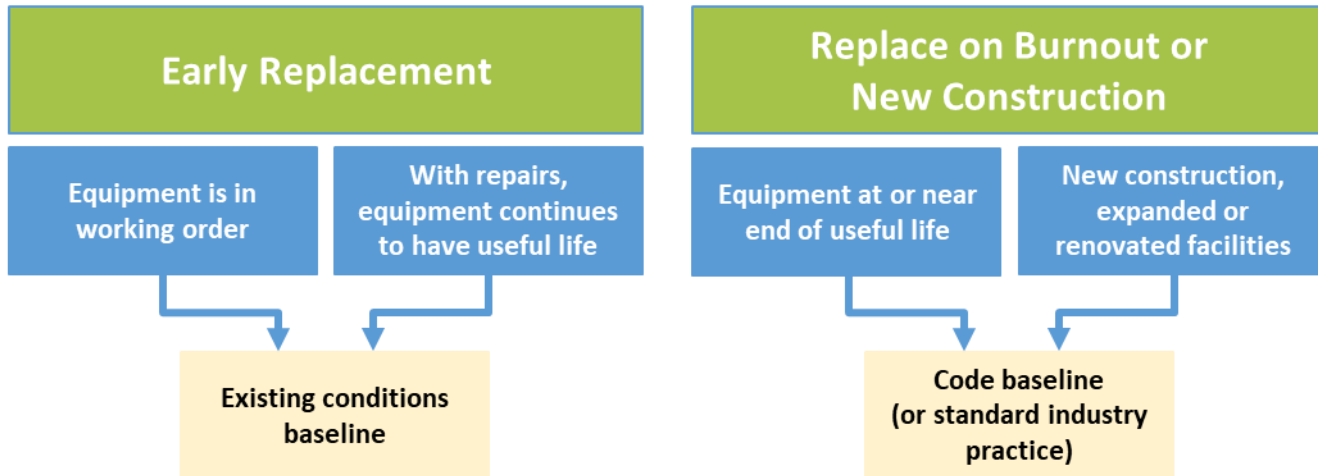 Early Replacement
Equipment is in
working order
With repairs,
equipment continues
to have useful life
Existing conditions
baseline
Replace on Burnout or
New Construction
Equipment at or near
end of useful life
New construction,
expanded or
renovated facilities
Code baseline
(or standard industry
practice)